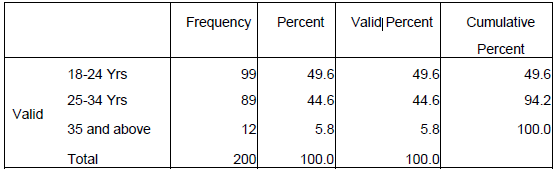 Frequency Percent Valid Percent Cumulative Percent
18-24 Yrs 99 49.6 49.6 49.6
25-34 Yrs 89 44.6 44.6 94.2
Valid
35 and above 12 5.8 5.8 100.0
Total 200 100.0 100.0